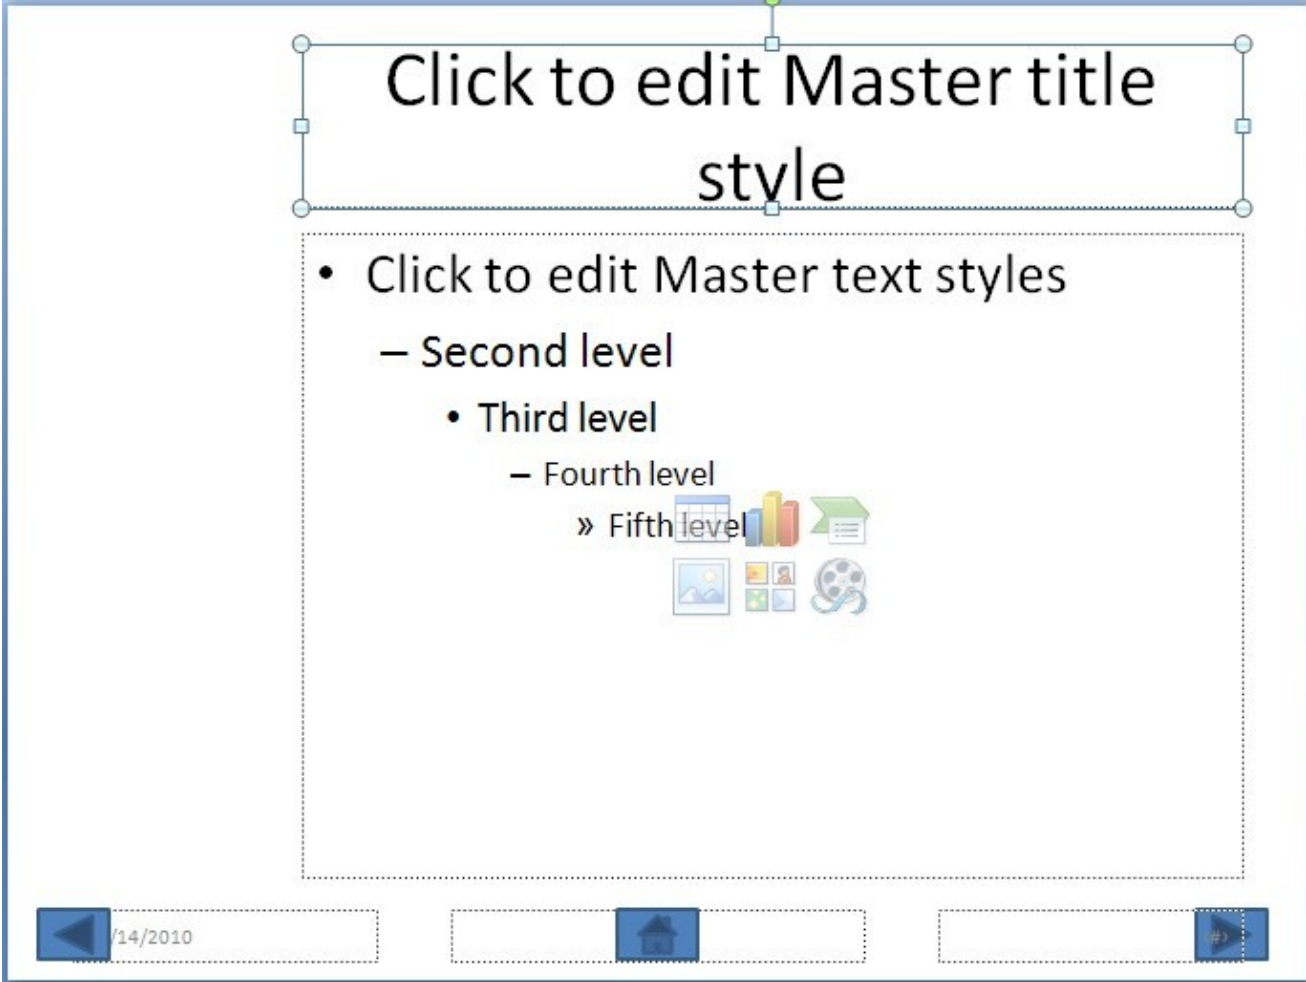 Click to edit Master title
style
• Click to edit Master text styles
– Second level
• Third level
– Fourth level
» Fifth level
/14/2010
#›